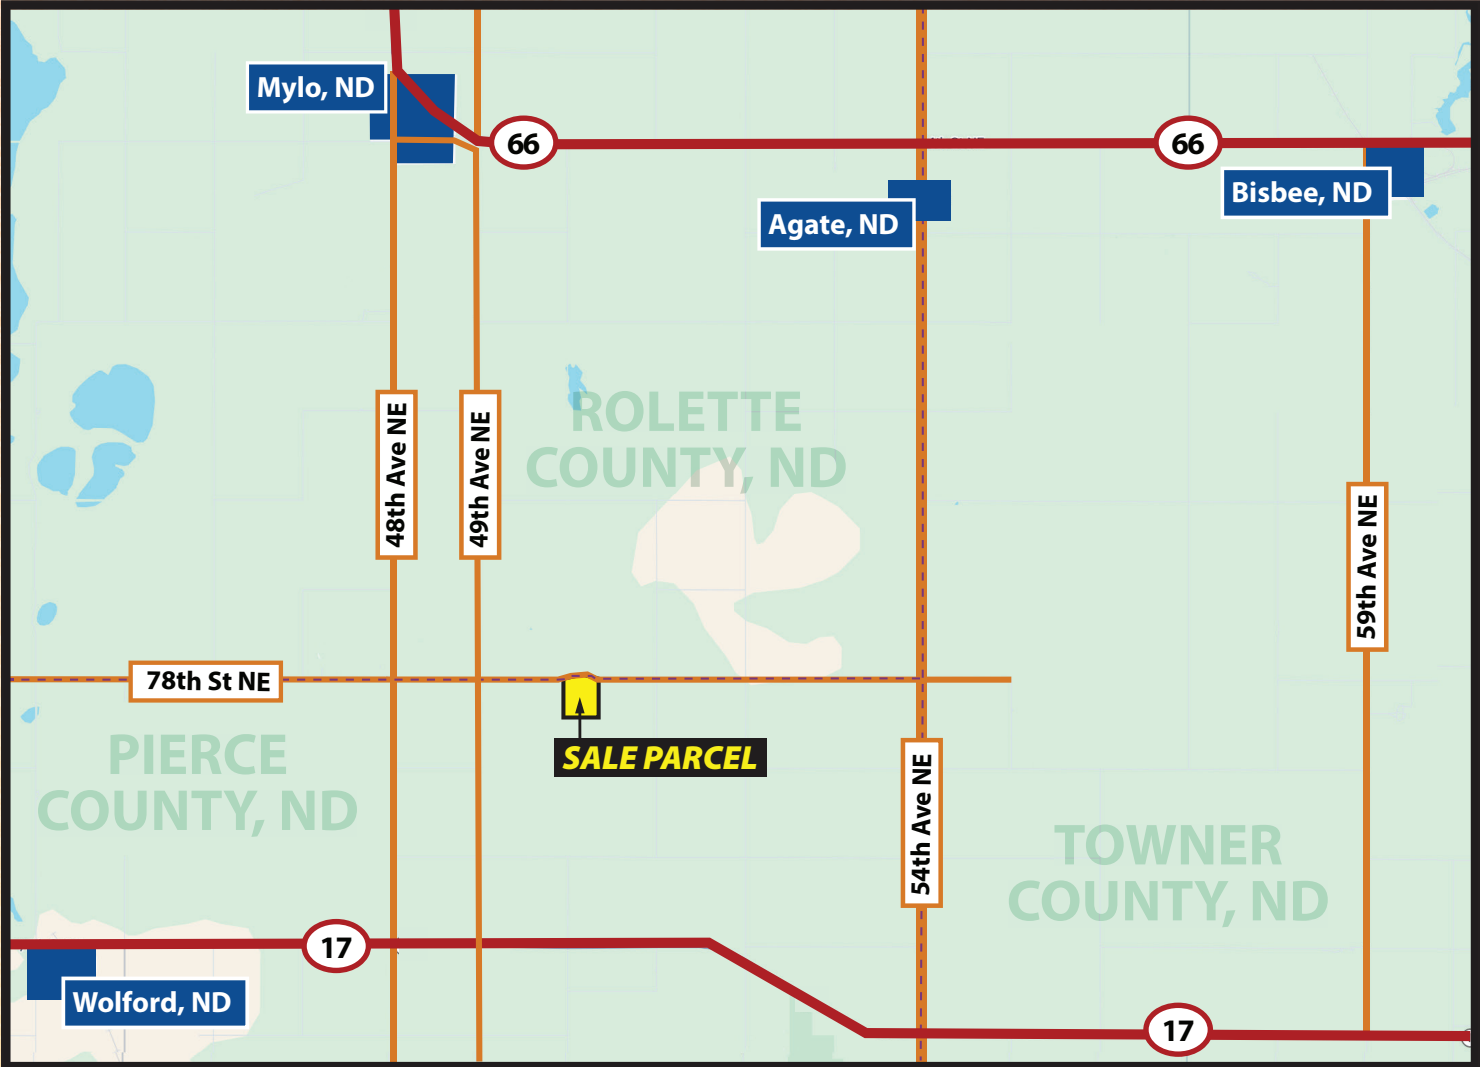 Mylo, ND
66
66
Bisbee, ND
Agate, ND
ROLETTE
COUNTY, ND
48th Ave NE
49th Ave NE
59th Ave NE
78th St NE
SALE PARCEL
PIERCE
COUNTY, ND
54th Ave NE
TOWNER
COUNTY, ND
17
Wolford, ND
17